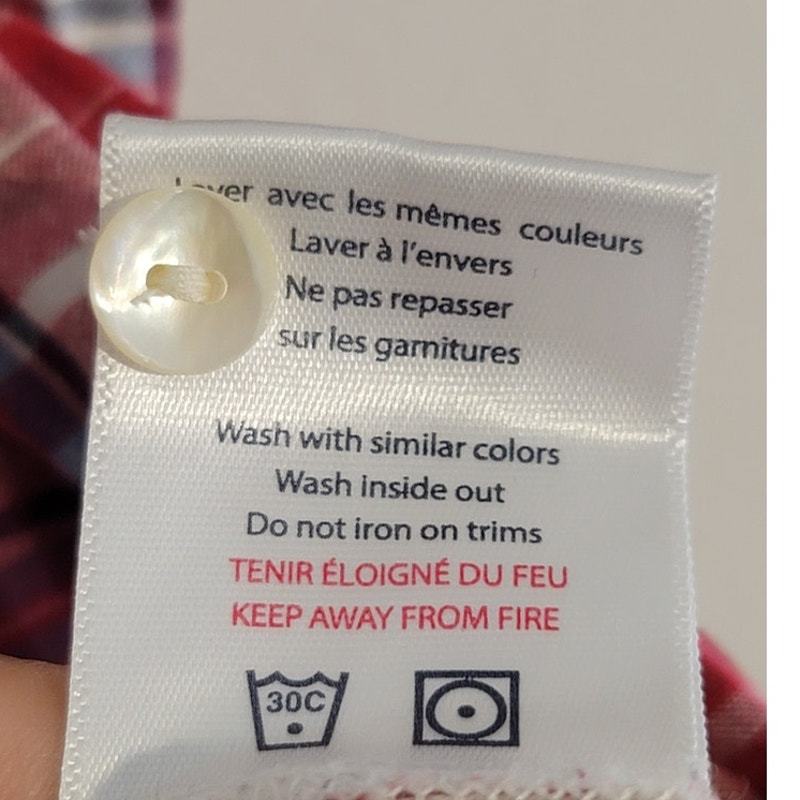 Laver avec les mêmes couleurs
Laver à l'envers
Ne pas repasser
sur les garnitures
Wash with similar colors
Wash inside out
Do not iron on trims
TENIR ÉLOIGNÉ DU FEU
KEEP AWAY FROM FIRE
30C